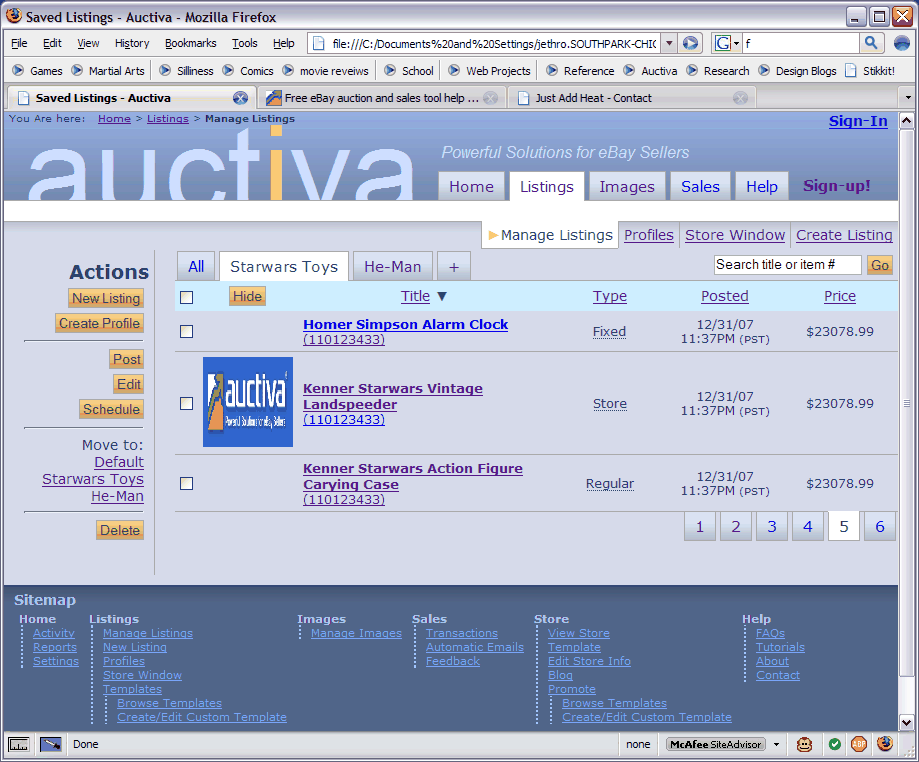 Saved Listings - Auctiva - Mozilla Firefox
File Edit View History Bookmarks Tools Help file:///C:/Documents%20and%20Settings/jethro.SOUTHPARK-CHIC G f
Games Martial Arts Silliness Comics movie reveiws School Web Projects Reference Auctiva Research Design Blogs Stikkit!
Saved Listings - Auctiva Free eBay auction and sales tool help ... Just Add Heat - Contact
You Are here: Home > Listings > Manage Listings Sign-In
auctiva
Powerful Solutions for eBay Sellers
Home Listings Images Sales Help Sign-up!
Manage Listings Profiles Store Window Create Listing
Actions
New Listing
Create Profile
Post
Edit
Schedule
Move to:
Default
Starwars Toys
He-Man
Delete
All Starwars Toys He-Man + Search title or item # Go
Hide Title ▼ Type Posted Price
Homer Simpson Alarm Clock
(110123433)
Fixed
12/31/07
11:37PM (PST)
$23078.99
auctiva
Powerful Solutions for eBay Sellers
Kenner Starwars Vintage
Landspeeder
(110123433)
Store
12/31/07
11:37PM (PST)
$23078.99
Kenner Starwars Action Figure
Carying Case
(110123433)
Regular
12/31/07
11:37PM (PST)
$23078.99
1 2 3 4 5 6
Sitemap
Home
Activity
Reports
Settings
Listings
Manage Listings
New Listing
Profiles
Store Window
Templates
Browse Templates
Create/Edit Custom Template
Images
Manage Images
Sales
Transactions
Automatic Emails
Feedback
Store
View Store
Template
Edit Store Info
Blog
Promote
Browse Templates
Create/Edit Custom Template
Help
FAQs
Tutorials
About
Contact
Done none McAfee SiteAdvisor ABP